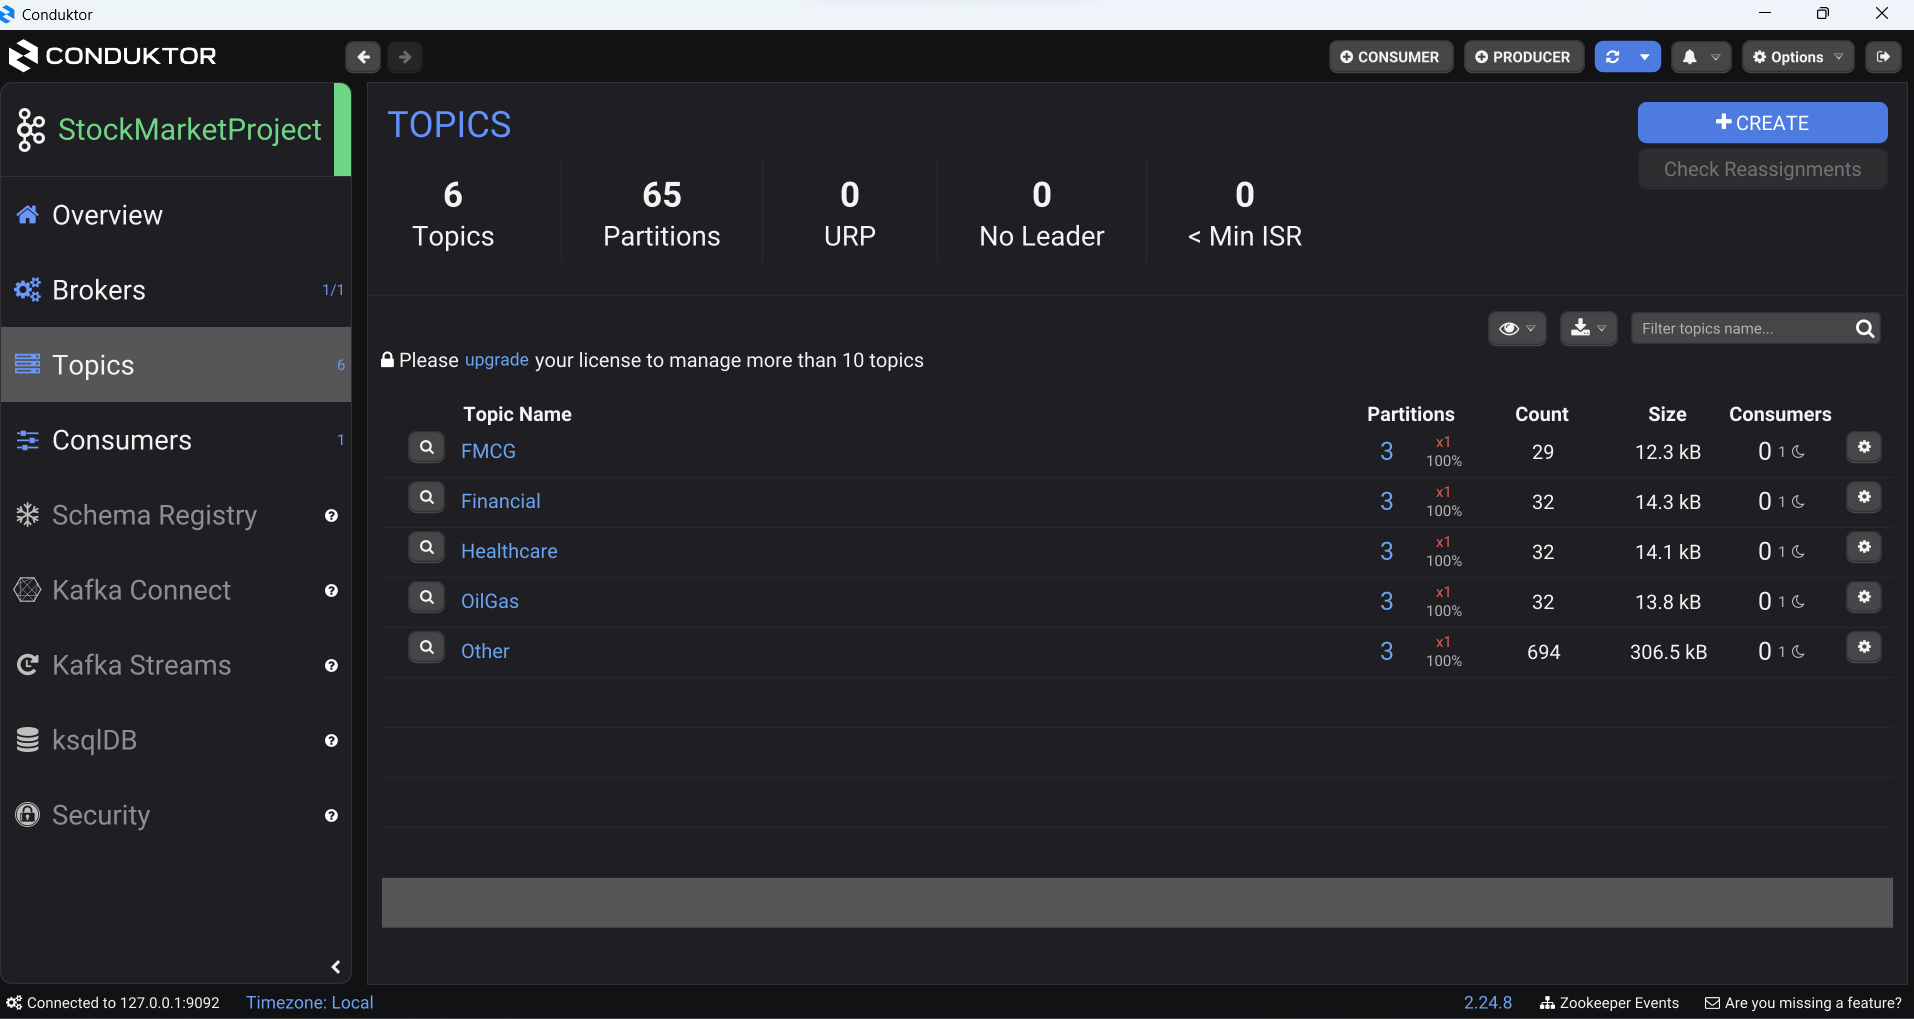 Conduktor
CONDUKTOR
CONSUMER
PRODUCER
Options
StockMarketProject
Overview
Brokers 1/1
Topics 6
Consumers 1
Schema Registry ?
Kafka Connect ?
Kafka Streams ?
ksqlDB ?
Security ?
TOPICS
+ CREATE
Check Reassignments
6 65 0 0 0
Topics Partitions URP No Leader < Min ISR
Filter topics name...
Please upgrade your license to manage more than 10 topics
Topic Name Partitions Count Size Consumers
FMCG 3 x1 100% 29 12.3 kB 0 1
Financial 3 x1 100% 32 14.3 kB 0 1
Healthcare 3 x1 100% 32 14.1 kB 0 1
OilGas 3 x1 100% 32 13.8 kB 0 1
Other 3 x1 100% 694 306.5 kB 0 1
Connected to 127.0.0.1:9092 Timezone: Local 2.24.8 Zookeeper Events Are you missing a feature?